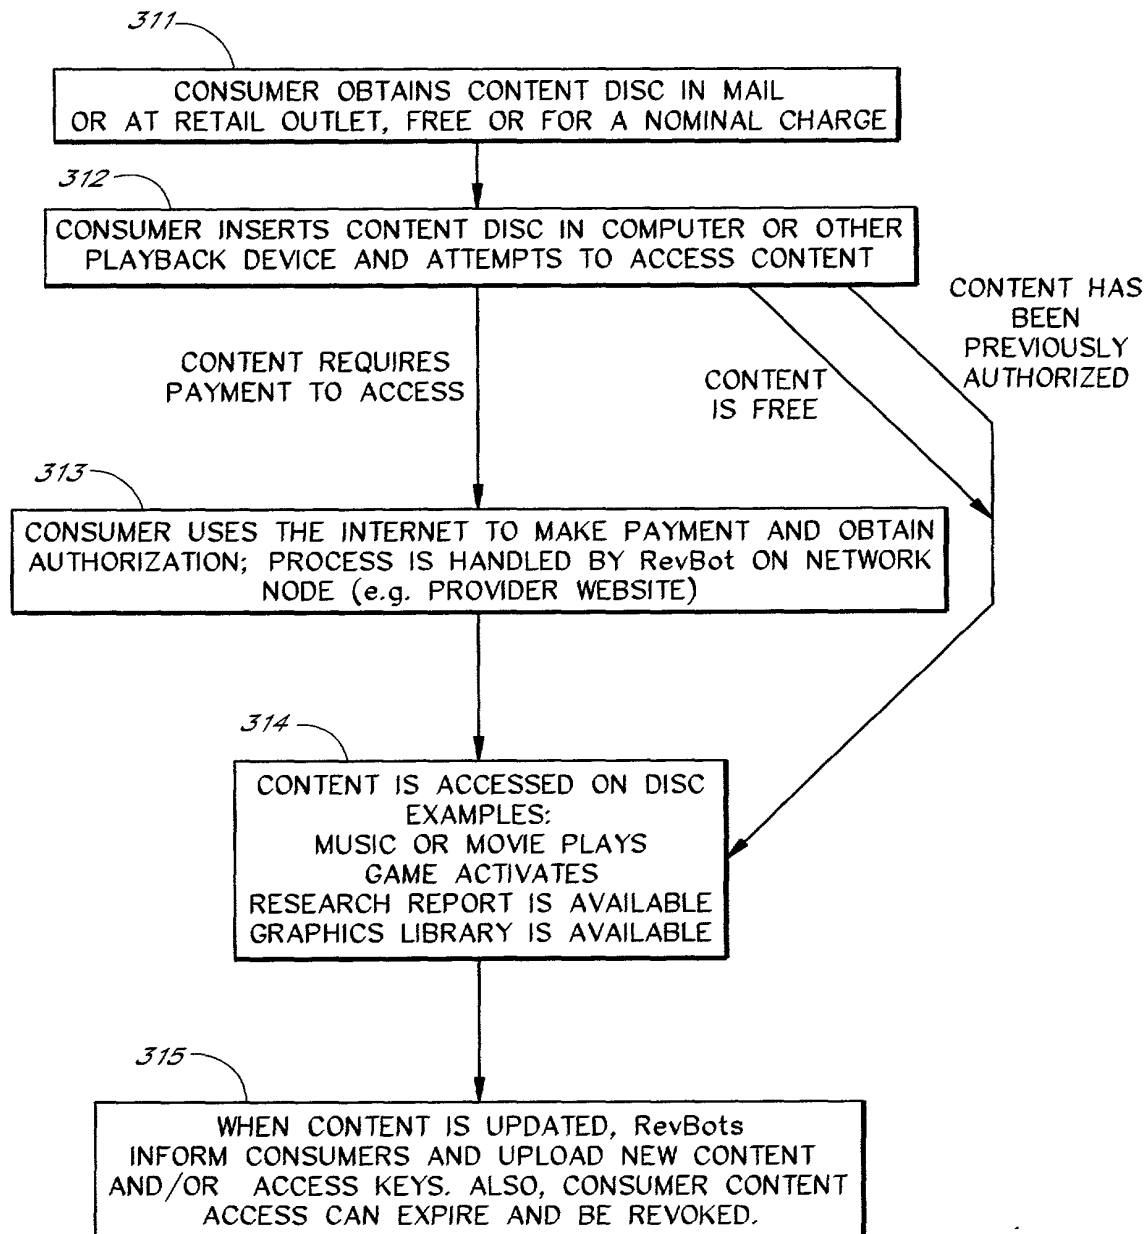 311
CONSUMER OBTAINS CONTENT DISC IN MAIL
OR AT RETAIL OUTLET, FREE OR FOR A NOMINAL CHARGE
312
CONSUMER INSERTS CONTENT DISC IN COMPUTER OR OTHER
PLAYBACK DEVICE AND ATTEMPTS TO ACCESS CONTENT
CONTENT REQUIRES
PAYMENT TO ACCESS
CONTENT
IS FREE
CONTENT HAS
BEEN
PREVIOUSLY
AUTHORIZED
313
CONSUMER USES THE INTERNET TO MAKE PAYMENT AND OBTAIN
AUTHORIZATION; PROCESS IS HANDLED BY RevBot ON NETWORK
NODE (e.g. PROVIDER WEBSITE)
314
CONTENT IS ACCESSED ON DISC
EXAMPLES:
MUSIC OR MOVIE PLAYS
GAME ACTIVATES
RESEARCH REPORT IS AVAILABLE
GRAPHICS LIBRARY IS AVAILABLE
315
WHEN CONTENT IS UPDATED, RevBots
INFORM CONSUMERS AND UPLOAD NEW CONTENT
AND/OR ACCESS KEYS. ALSO, CONSUMER CONTENT
ACCESS CAN EXPIRE AND BE REVOKED.